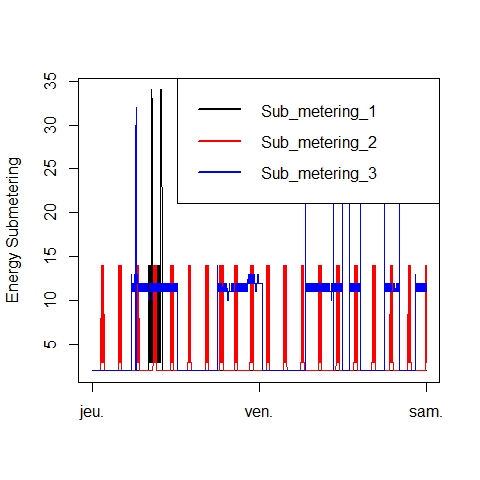 35
30
25
20
15
10
5
Energy Submetering
Sub_metering_1
Sub_metering_2
Sub_metering_3
jeu.
ven.
sam.